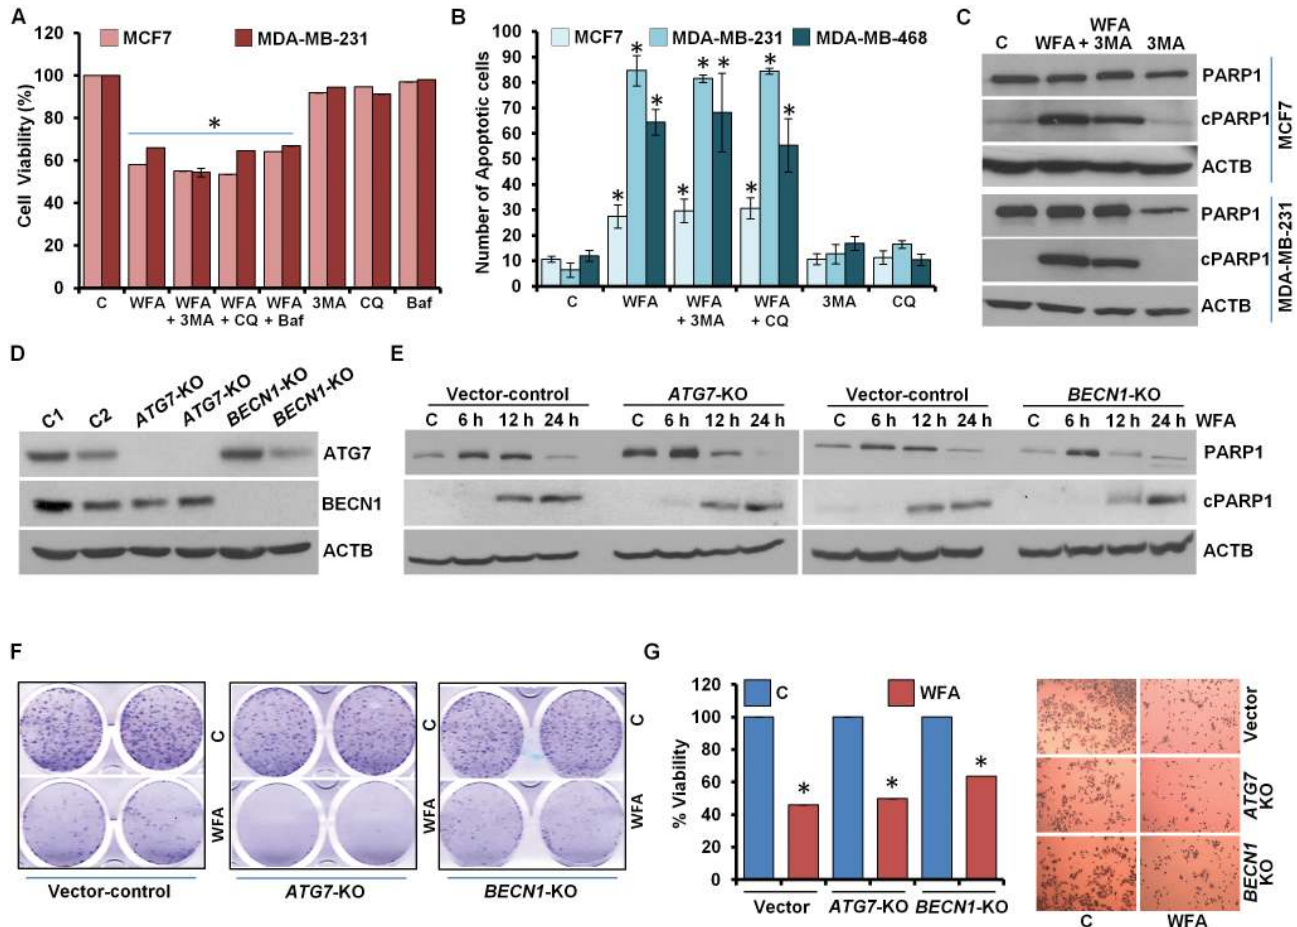 A
120
100
80
60
40
20
0
Cell Viability (%)
MCF7
MDA-MB-231
*
C
WFA
WFA
+ 3MA
WFA
+ CQ
WFA
+ Baf
3MA
CQ
Baf
B
100
90
80
70
60
50
40
30
20
10
0
Number of Apoptotic cells
MCF7
MDA-MB-231
MDA-MB-468
* * *
* * *
* * *
C
WFA
WFA
+ 3MA
WFA
+ CQ
3MA
CQ
C
C
WFA
WFA
+ 3MA
3MA
PARP1
cPARP1
ACTB
MCF7
PARP1
cPARP1
ACTB
MDA-MB-231
D
C1
C2
ATG7-KO
ATG7-KO
BECN1-KO
BECN1-KO
ATG7
BECN1
ACTB
E
Vector-control
ATG7-KO
Vector-control
BECN1-KO
C 6 h 12 h 24 h
C 6 h 12 h 24 h
C 6 h 12 h 24 h
C 6 h 12 h 24 h
WFA
PARP1
cPARP1
ACTB
F
C
WFA
Vector-control
C
WFA
ATG7-KO
C
WFA
BECN1-KO
G
120
100
80
60
40
20
0
% Viability
C
WFA
*
*
*
Vector
ATG7-KO
BECN1-KO
Vector
ATG7
KO
BECN1
KO
C
WFA